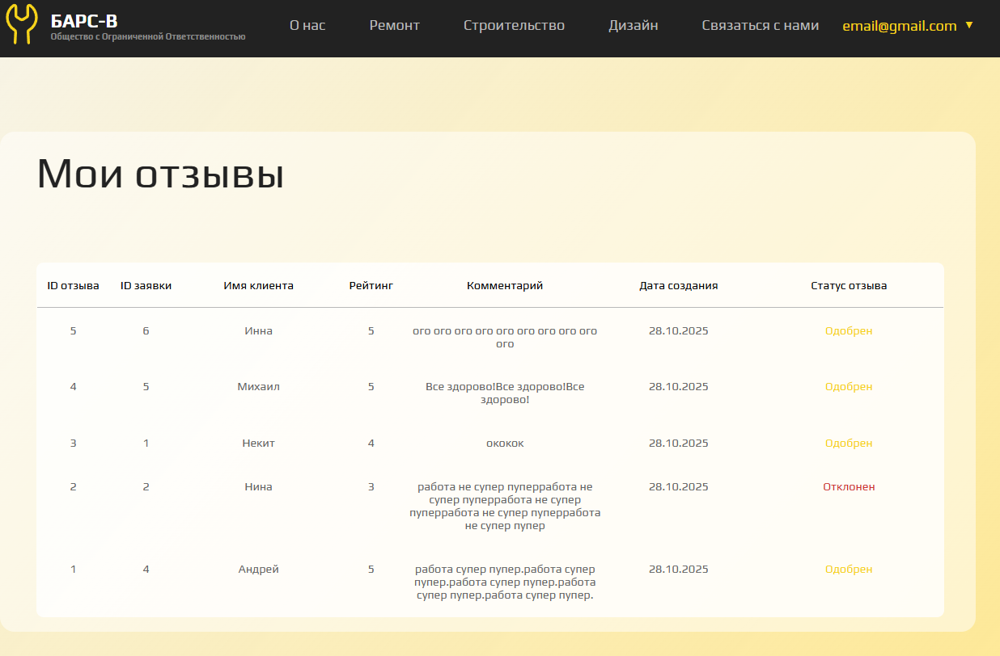 БАРС-В
Общество с Ограниченной Ответственностью
О нас Ремонт Строительство Дизайн Связаться с нами email@gmail.com ▼
Мои отзывы
ID отзыва ID заявки Имя клиента Рейтинг Комментарий Дата создания Статус отзыва
5 6 Инна 5 ого ого ого ого ого ого ого ого ого 28.10.2025 Одобрен
ого
4 5 Михаил 5 Все здорово!Все здорово!Все 28.10.2025 Одобрен
здорово!
3 1 Некит 4 ококок 28.10.2025 Одобрен
2 2 Нина 3 работа не супер пуперработа не 28.10.2025 Отклонен
супер пуперработа не супер
пуперработа не супер пуперработа
не супер пупер
1 4 Андрей 5 работа супер пупер.работа супер 28.10.2025 Одобрен
пупер.работа супер пупер.работа
супер пупер.работа супер пупер.